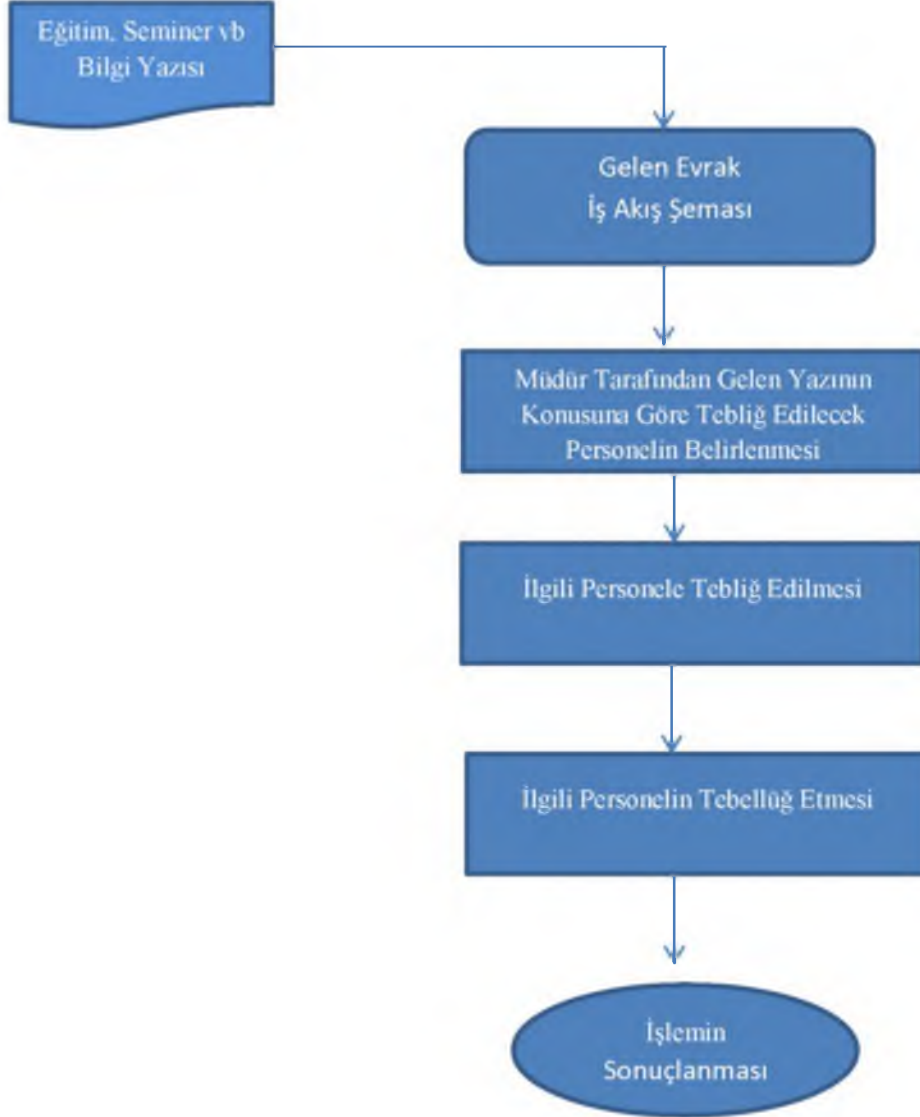 Eğitim, Seminer vb
Bilgi Yazısı
Gelen Evrak
İş Akış Şeması
Müdür Tarafından Gelen Yazının
Konusuna Göre Tebliğ Edilecek
Personelin Belirlenmesi
İlgili Personele Tebliğ Edilmesi
İlgili Personelin Tebellüğ Etmesi
İşlemin
Sonuçlanması